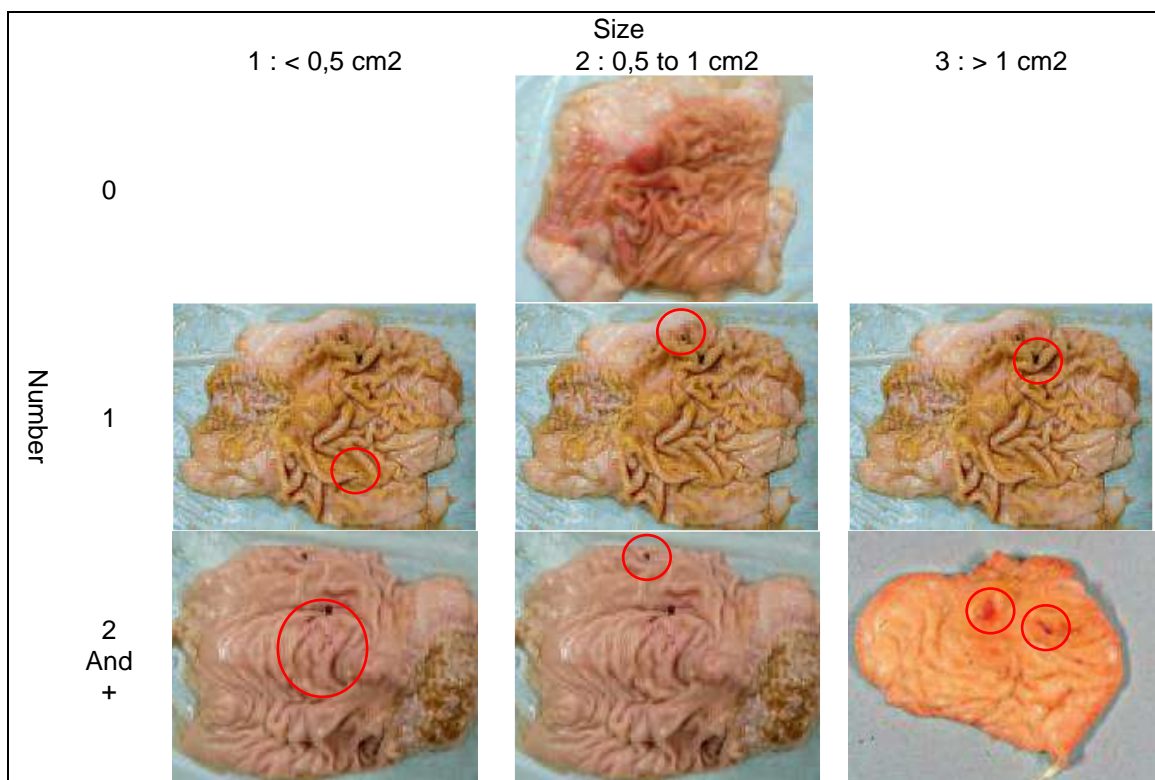 Size
1 : < 0,5 cm2
2 : 0,5 to 1 cm2
3 : > 1 cm2
Number
0
1
2
And
+